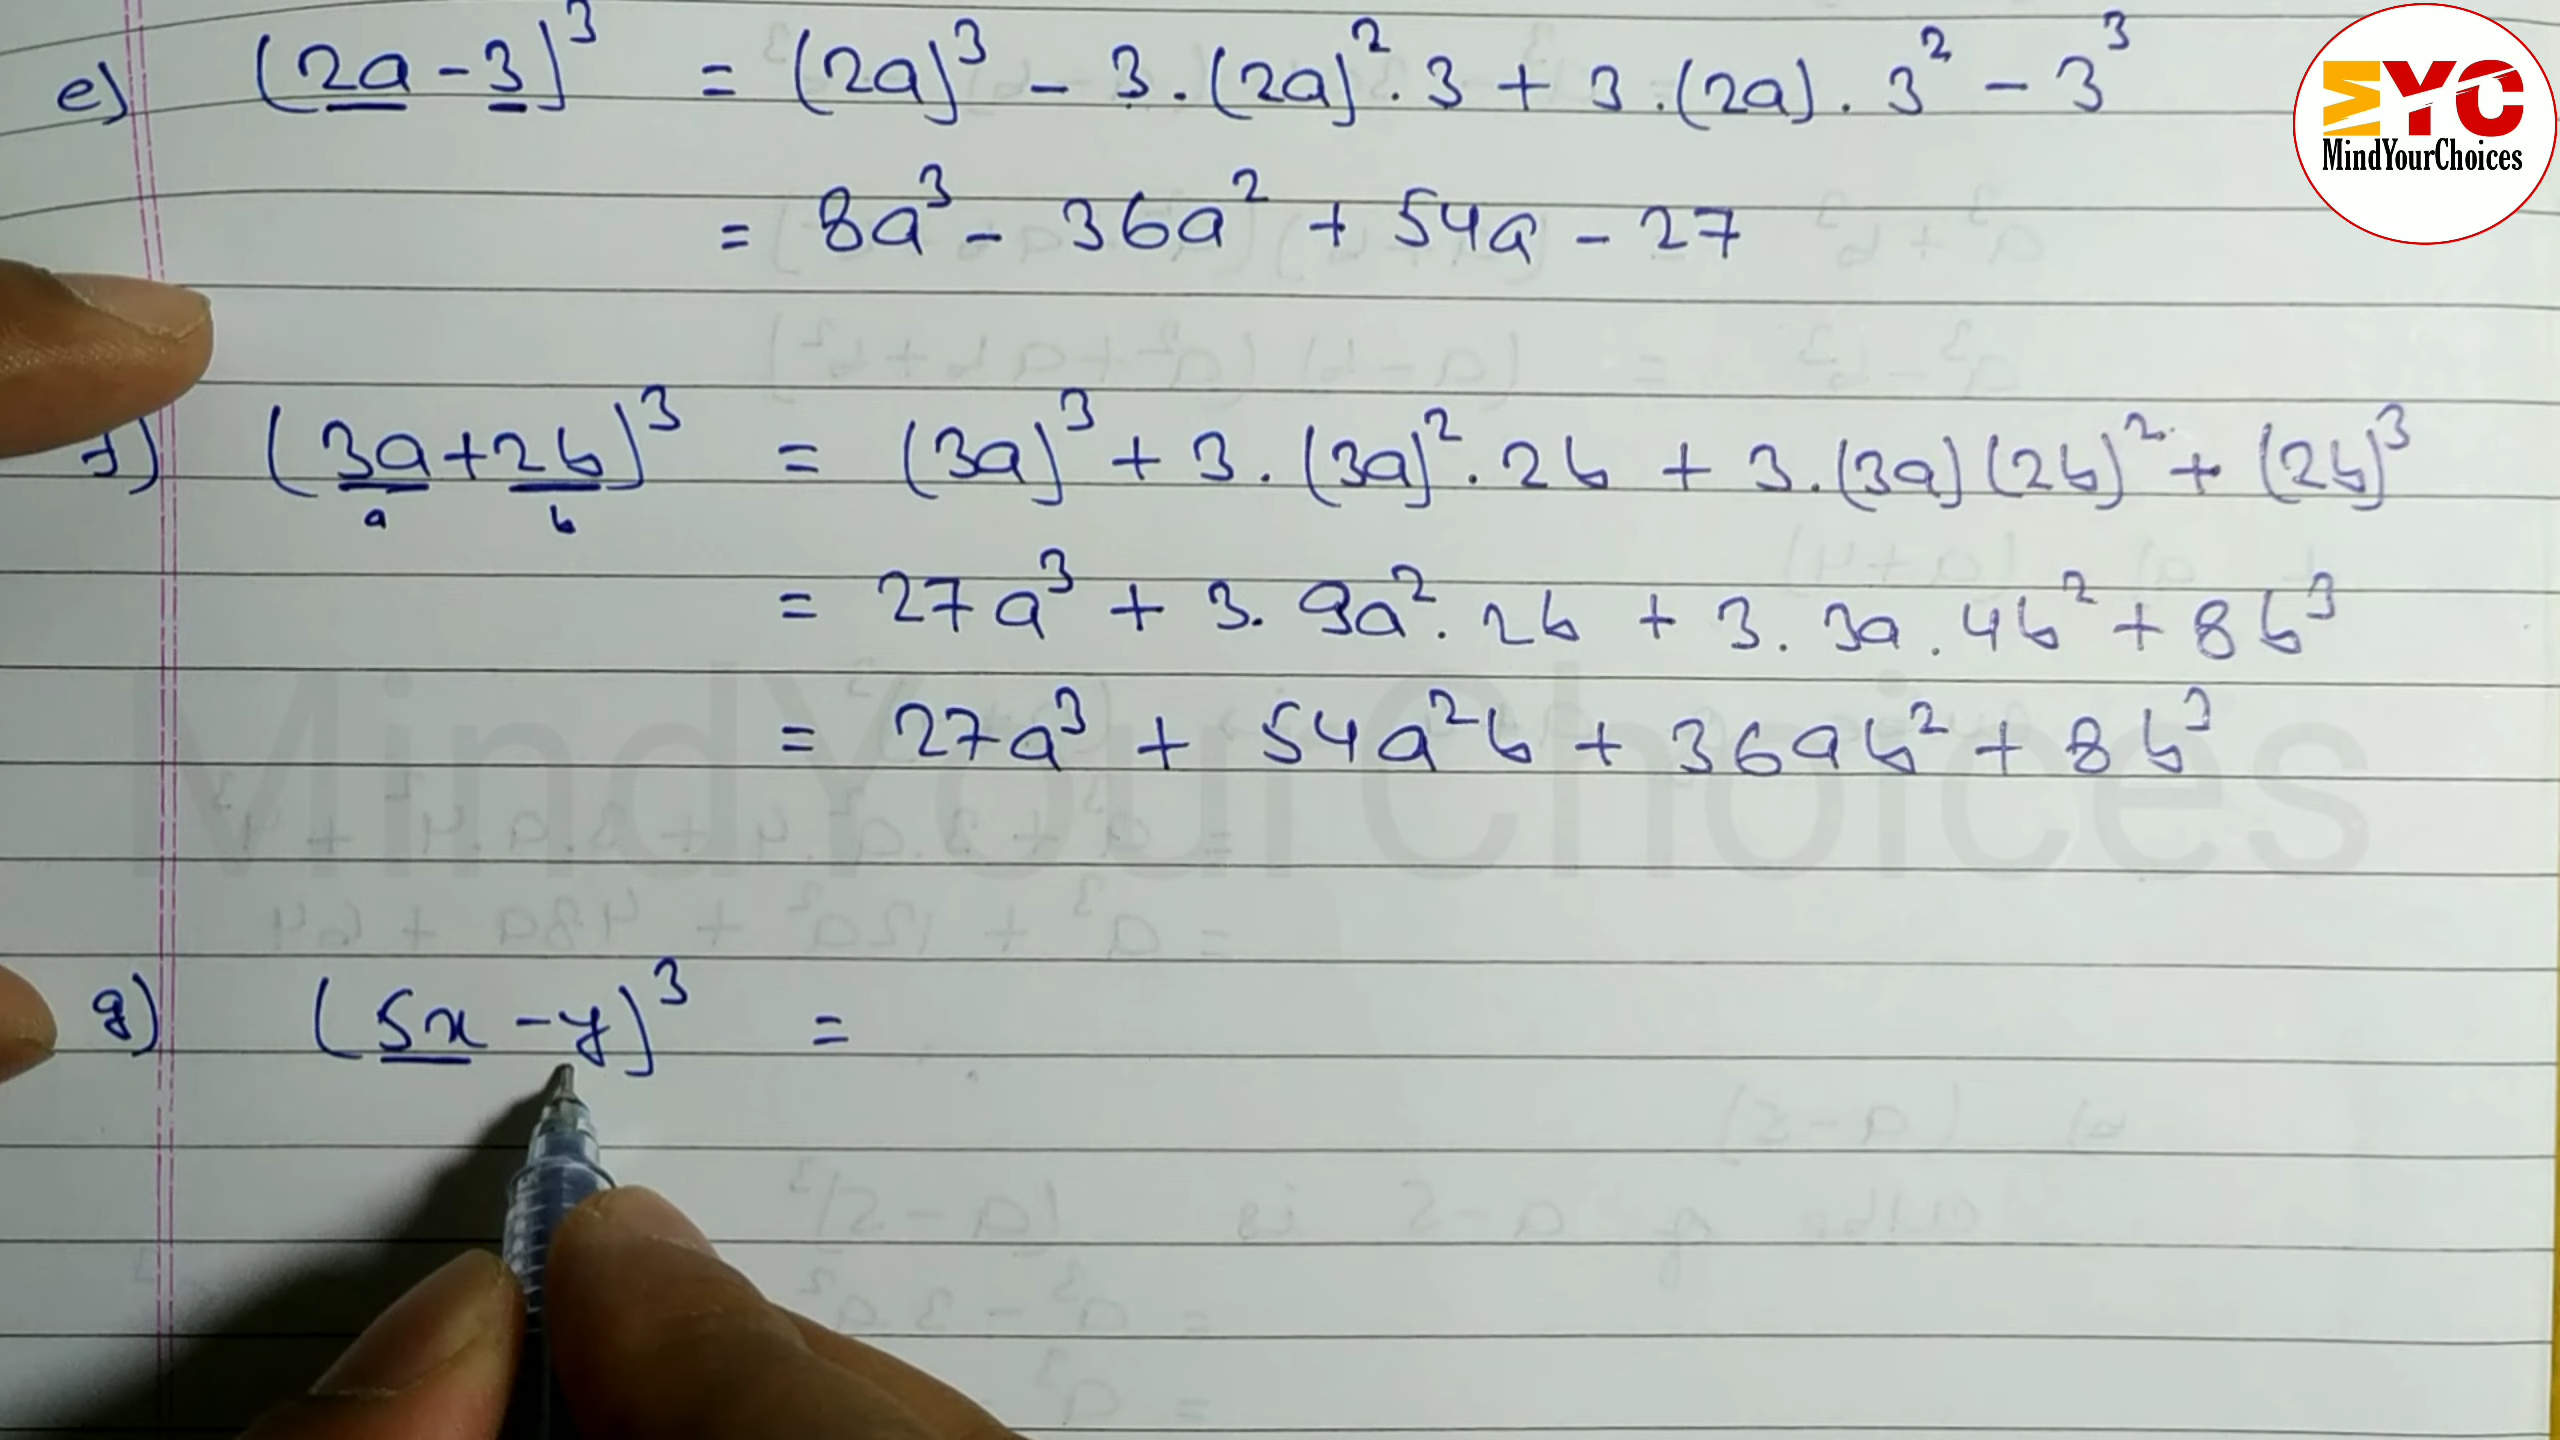 e) (2a - 3)³ = (2a)³ - 3.(2a)².3 + 3.(2a).3² - 3³
= 8a³ - 36a² + 54a - 27
f) (3a+2b)³ = (3a)³ + 3.(3a)².2b + 3.(3a)(2b)² + (2b)³
a b
= 27a³ + 3.9a².2b + 3.3a.4b² + 8b³
= 27a³ + 54a²b + 36ab² + 8b³
g) (5x - y)³ =
MYC
MindYourChoices
MindYourChoices